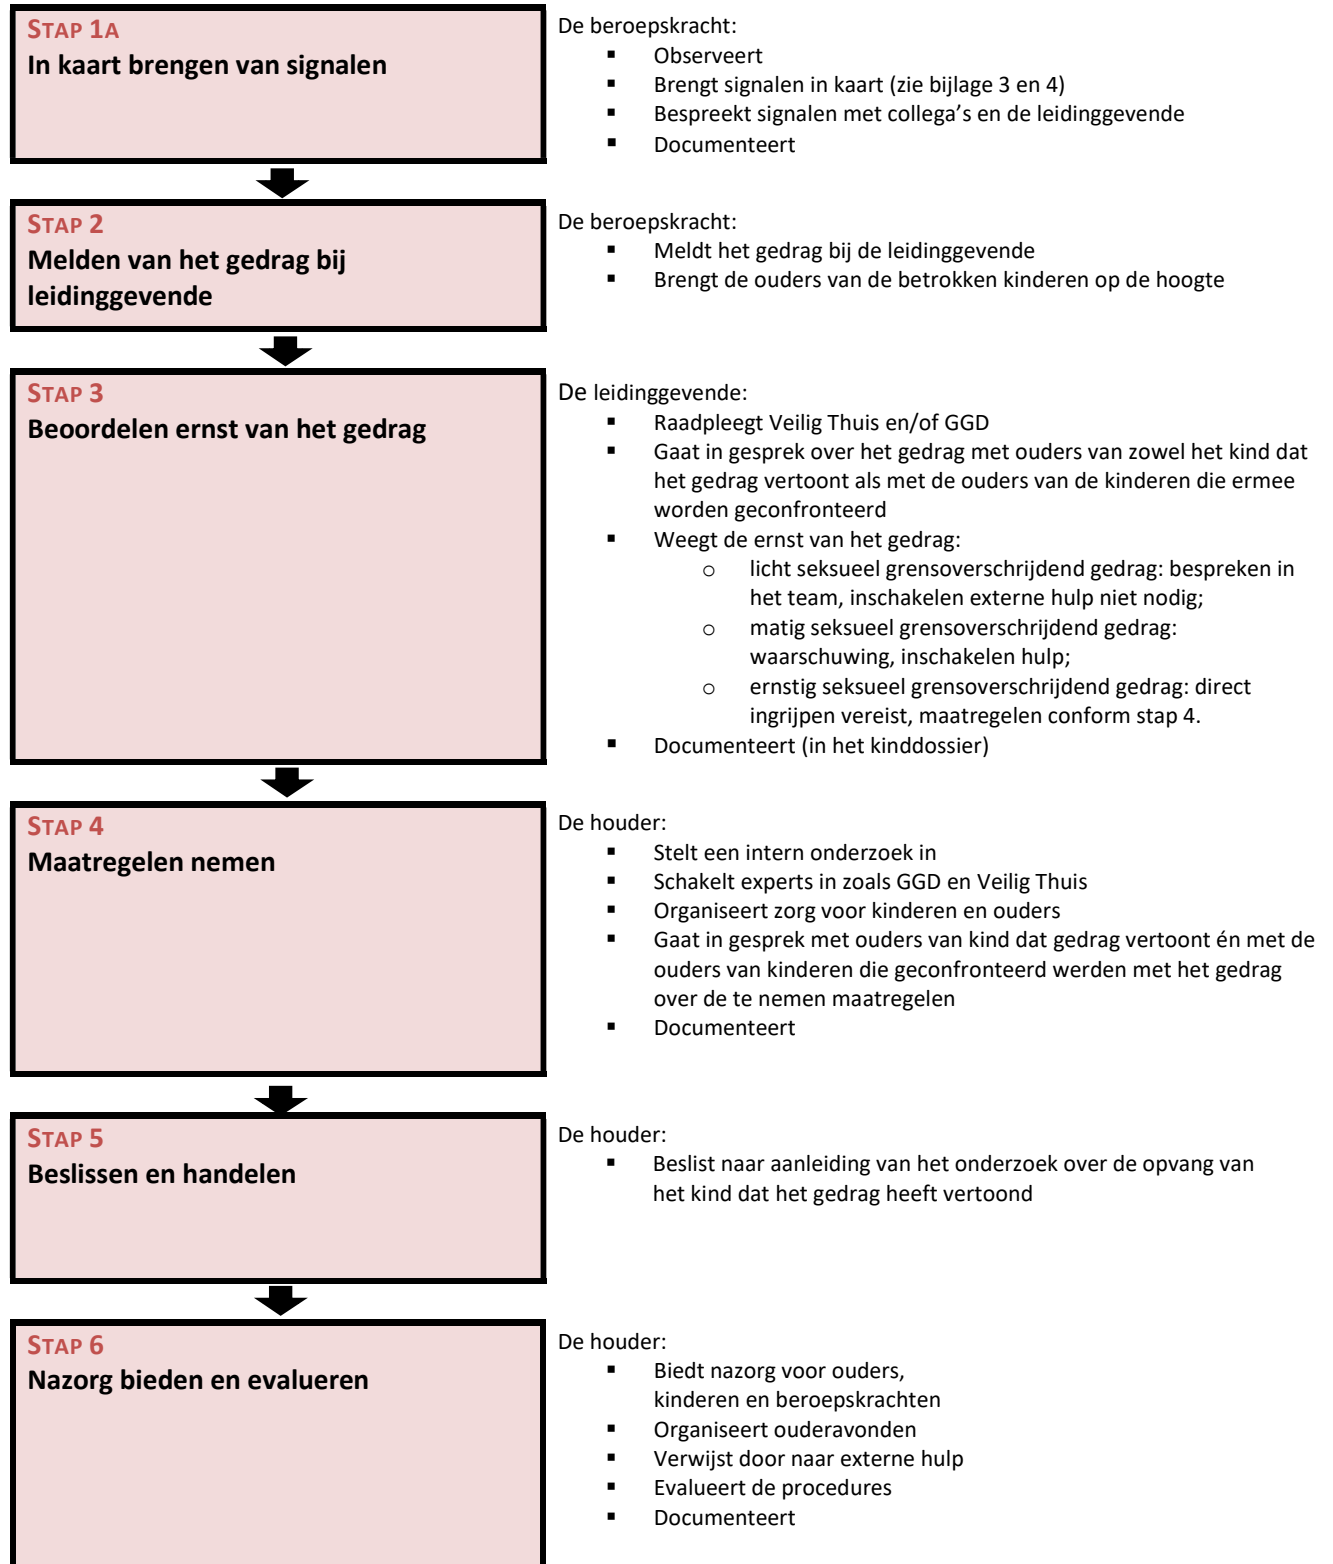 STAP 1A
In kaart brengen van signalen
De beroepskracht:
▪ Observeert
▪ Brengt signalen in kaart (zie bijlage 3 en 4)
▪ Bespreekt signalen met collega’s en de leidinggevende
▪ Documenteert
STAP 2
Melden van het gedrag bij
leidinggevende
De beroepskracht:
▪ Meldt het gedrag bij de leidinggevende
▪ Brengt de ouders van de betrokken kinderen op de hoogte
STAP 3
Beoordelen ernst van het gedrag
De leidinggevende:
▪ Raadpleegt Veilig Thuis en/of GGD
▪ Gaat in gesprek over het gedrag met ouders van zowel het kind dat
het gedrag vertoont als met de ouders van de kinderen die ermee
worden geconfronteerd
▪ Weegt de ernst van het gedrag:
o licht seksueel grensoverschrijdend gedrag: bespreken in
het team, inschakelen externe hulp niet nodig;
o matig seksueel grensoverschrijdend gedrag:
waarschuwing, inschakelen hulp;
o ernstig seksueel grensoverschrijdend gedrag: direct
ingrijpen vereist, maatregelen conform stap 4.
▪ Documenteert (in het kinddossier)
STAP 4
Maatregelen nemen
De houder:
▪ Stelt een intern onderzoek in
▪ Schakelt experts in zoals GGD en Veilig Thuis
▪ Organiseert zorg voor kinderen en ouders
▪ Gaat in gesprek met ouders van kind dat gedrag vertoont én met de
ouders van kinderen die geconfronteerd werden met het gedrag
over de te nemen maatregelen
▪ Documenteert
STAP 5
Beslissen en handelen
De houder:
▪ Beslist naar aanleiding van het onderzoek over de opvang van
het kind dat het gedrag heeft vertoond
STAP 6
Nazorg bieden en evalueren
De houder:
▪ Biedt nazorg voor ouders,
kinderen en beroepskrachten
▪ Organiseert ouderavonden
▪ Verwijst door naar externe hulp
▪ Evalueert de procedures
▪ Documenteert